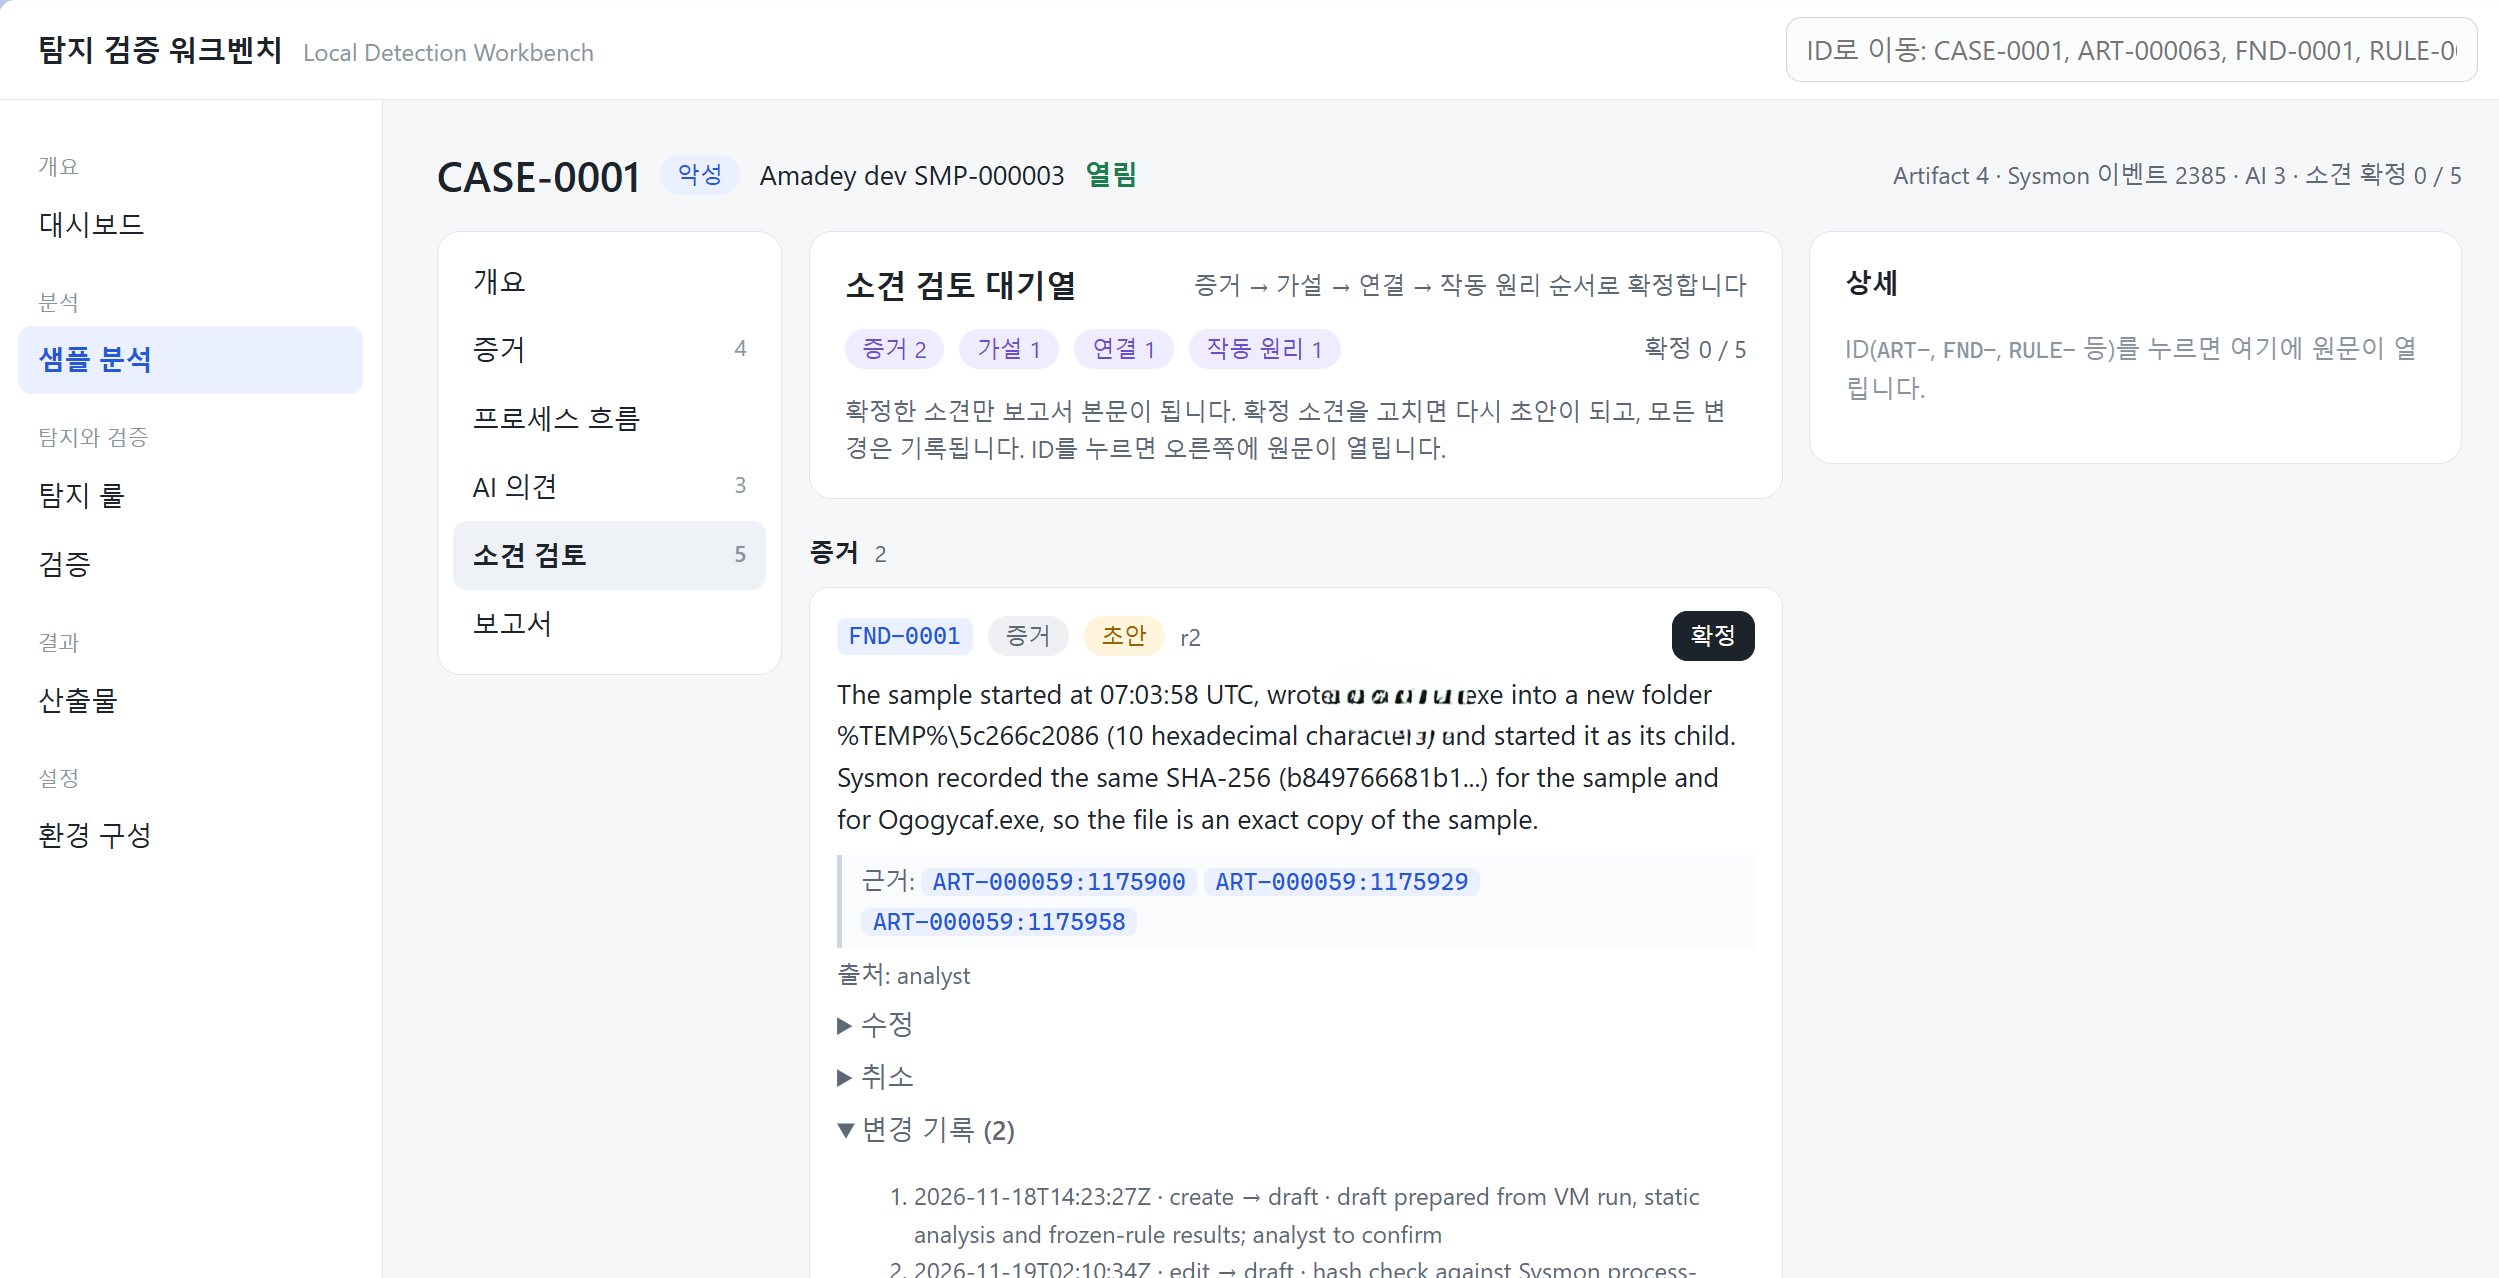 탐지 검증 워크벤치 Local Detection Workbench
ID로 이동: CASE-0001, ART-000063, FND-0001, RULE-0
개요
대시보드
분석
샘플 분석
탐지와 검증
탐지 룰
검증
결과
산출물
설정
환경 구성
CASE-0001 악성 Amadey dev SMP-000003 열림
Artifact 4 · Sysmon 이벤트 2385 · AI 3 · 소견 확정 0 / 5
개요
증거 4
프로세스 흐름
AI 의견 3
소견 검토 5
보고서
소견 검토 대기열 증거 → 가설 → 연결 → 작동 원리 순서로 확정합니다
증거 2 가설 1 연결 1 작동 원리 1 확정 0 / 5
확정한 소견만 보고서 본문이 됩니다. 확정 소견을 고치면 다시 초안이 되고, 모든 변
경은 기록됩니다. ID를 누르면 오른쪽에 원문이 열립니다.
증거 2
FND-0001 증거 초안 r2 확정
The sample started at 07:03:58 UTC, wrote exe into a new folder
%TEMP%\5c266c2086 (10 hexadecimal characters) and started it as its child.
Sysmon recorded the same SHA-256 (b849766681b1...) for the sample and
for Ogogycaf.exe, so the file is an exact copy of the sample.
근거: ART-000059:1175900 ART-000059:1175929
ART-000059:1175958
출처: analyst
▶ 수정
▶ 취소
▼ 변경 기록 (2)
1. 2026-11-18T14:23:27Z · create → draft · draft prepared from VM run, static
analysis and frozen-rule results; analyst to confirm
2. 2026-11-19T02:10:34Z · edit → draft · hash check against Sysmon process-
상세
ID(ART-, FND-, RULE- 등)를 누르면 여기에 원문이 열
립니다.